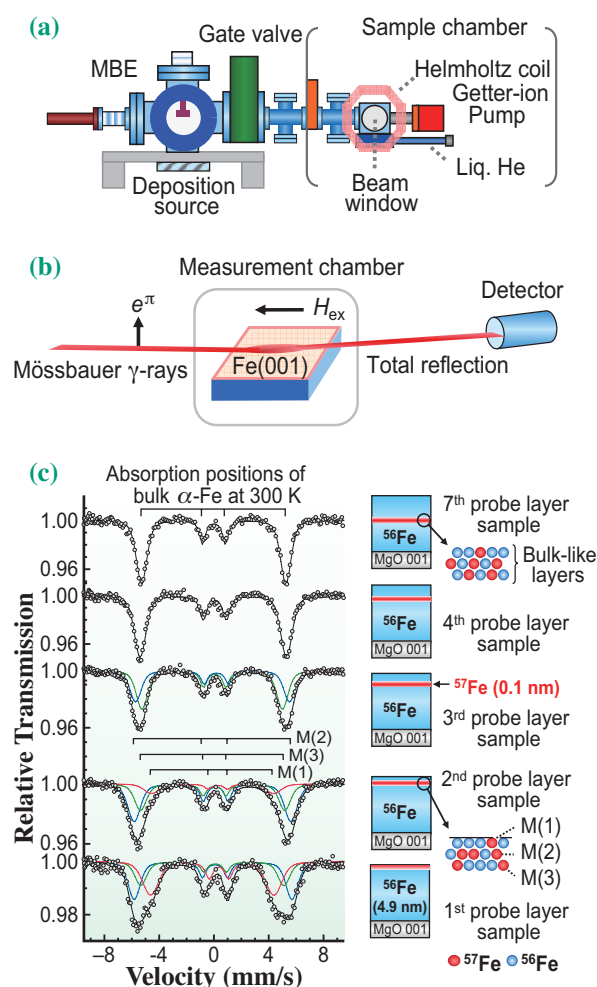 (a)
Gate valve
Sample chamber
MBE
Helmholtz coil
Getter-ion
Pump
Liq. He
Deposition
source
Beam
window
(b)
Measurement chamber
Detector
e^π
H_ex
Mössbauer γ-rays
Fe(001)
Total reflection
(c)
Absorption positions of
bulk α-Fe at 300 K
1.00
0.96
1.00
0.96
1.00
0.96
M(2)
M(3)
M(1)
1.00
0.96
1.00
0.98
Relative Transmission
−8 −4 0 4 8
Velocity (mm/s)
7th probe layer
sample
56Fe
MgO 001
Bulk-like
layers
56Fe
MgO 001
4th probe layer
sample
57Fe (0.1 nm)
56Fe
MgO 001
3rd probe layer
sample
2nd probe layer
sample
56Fe
MgO 001
M(1)
M(2)
M(3)
56Fe
(4.9 nm)
MgO 001
1st probe layer
sample
57Fe 56Fe